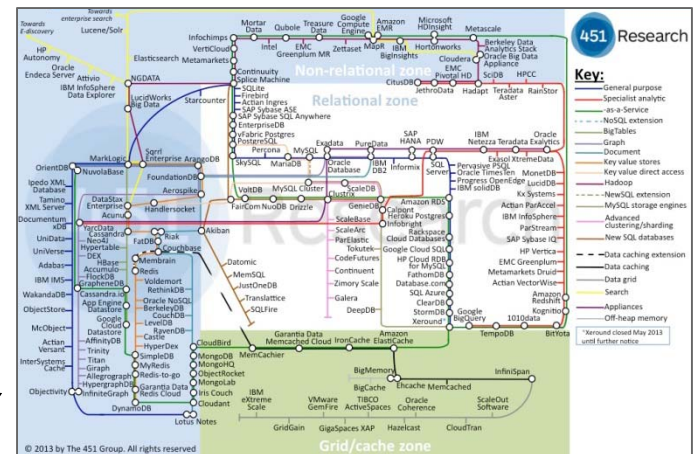 Towards
enterprise search
Towards
E-discovery
Lucene/Solr
HP
Autonomy
Oracle
Endeca Server
Attivio
IBM InfoSphere
Data Explorer
Elasticsearch
NGDATA
LucidWorks
Big Data
Infochimps
VertiCloud
Metamarkets
Mortar
Data
Qubole
Treasure
Data
Google
Compute
Engine
Amazon
EMR
Microsoft
HDInsight
Metascale
Intel
EMC
Greenplum MR
Zettaset
MapR
IBM
BigInsights
Hortonworks
Cloudera
Berkeley Data
Analytics Stack
Oracle Big Data
Appliance
Non-relational zone
Relational zone
EMC
Pivotal HD
SciDB
HPCC
CitusDB
JethroData
Hadapt
Teradata
Aster
RainStor
Continuity
Splice Machine
Starcounter
SQLite
Firebird
Actian Ingres
SAP Sybase ASE
SAP Sybase SQL Anywhere
EnterpriseDB
vFabric Postgres
PostgreSQL
Percona
MySQL
SkySQL
MariaDB
Exadata
Oracle
Database
PureData
IBM
DB2
SAP
HANA
Informix
PDW
SQL
Server
IBM
Netezza
Teradata
Oracle
Exalytics
Exasol
XtremeData
MarkLogic
Sqrrl
Enterprise
ArangoDB
OrientDB
NuvolaBase
FoundationDB
Aerospike
Handlersocket
DataStax
Enterprise
Acunu
Ipedo XML
Database
Tamino
XML Server
Documentum
xDB
UniData
UniVerse
Adabas
IBM IMS
WakandaDB
ObjectStore
McObject
Actian
Versant
InterSystems
Cache
Objectivity
YarcData
Cassandra
Neo4J
Hypertable
DEX
HBase
Accumulo
FlockDB
GrapheneDB
Cassandra.io
App Engine
Datastore
Google
Cloud
Datastore
AffinityDB
Trinity
Titan
Giraph
Allegrograph
HypergraphDB
InfiniteGraph
DynamoDB
Lotus Notes
Riak
FatDB
Couchbase
Membrain
Redis
Voldemort
RethinkDB
Oracle NoSQL
BerkeleyDB
CouchDB
LevelDB
RavenDB
Castle
HyperDex
SimpleDB
MyRedis
Redis-to-go
Garantia Data
Redis Cloud
CloudBird
MongoDB
MongoHQ
ObjectRocket
MongoLab
Iris Couch
Cloudant
Akiban
VoltDB
MySQL Cluster
ScaleDB
Clustrix
FairCom
NuoDB
Drizzle
GenieDB
ScaleBase
ScaleArc
ParElastic
Tokutek
CodeFutures
Continuent
Zimory Scale
Galera
DeepDB
Datomic
MemSQL
JustOneDB
Translattice
SQLFire
Calpont
Infobright
Amazon RDS
Heroku Postgres
Rackspace
Cloud Databases
Google Cloud SQL
HP Cloud RDB
for MySQL
FathomDB
Database.com
SQL Azure
ClearDB
StormDB
Xeround*
Pervasive PSQL
Oracle TimesTen
Progress OpenEdge
IBM solidDB
MonetDB
LucidDB
Kx Systems
Actian ParAccel
IBM InfoSphere
ParStream
SAP Sybase IQ
HP Vertica
EMC Greenplum
Metamarkets Druid
Actian VectorWise
Amazon
Redshift
Kognitio
Google
BigQuery
TempoDB
1010data
BitYota
MemCachier
Garantia Data
Memcached Cloud
IronCache
Amazon
ElastiCache
BigMemory
BigCache
Ehcache
Memcached
InfiniSpan
IBM
eXtreme
Scale
VMware
GemFire
TIBCO
ActiveSpaces
Oracle
Coherence
ScaleOut
Software
GridGain
GigaSpaces XAP
Hazelcast
CloudTran
Grid/cache zone
© 2013 by The 451 Group. All rights reserved
451 Research
Key:
General purpose
Specialist analytic
-as-a-Service
NoSQL extension
BigTables
Graph
Document
Key value stores
Key value direct access
Hadoop
NewSQL extension
MySQL storage engines
Advanced
clustering/sharding
New SQL databases
Data caching extension
Data caching
Data grid
Search
Appliances
Off-heap memory
*Xeround closed May 2013
until further notice